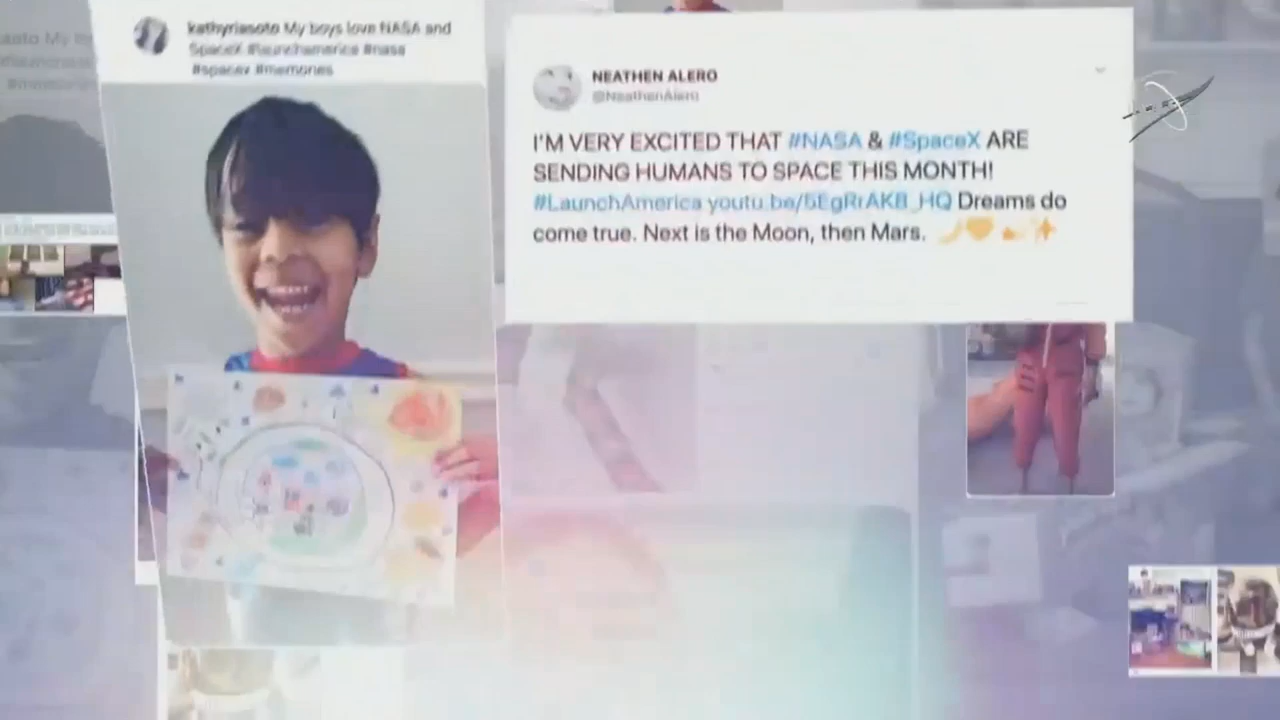 kathyriasoto My boys love NASA and
SpaceX #launchamerica #nasa
#spacex #memories
NEATHEN ALERO
@NeathenAlero
I'M VERY EXCITED THAT #NASA & #SpaceX ARE
SENDING HUMANS TO SPACE THIS MONTH!
#LaunchAmerica youtu.be/5EgRrAK8_HQ Dreams do
come true. Next is the Moon, then Mars.